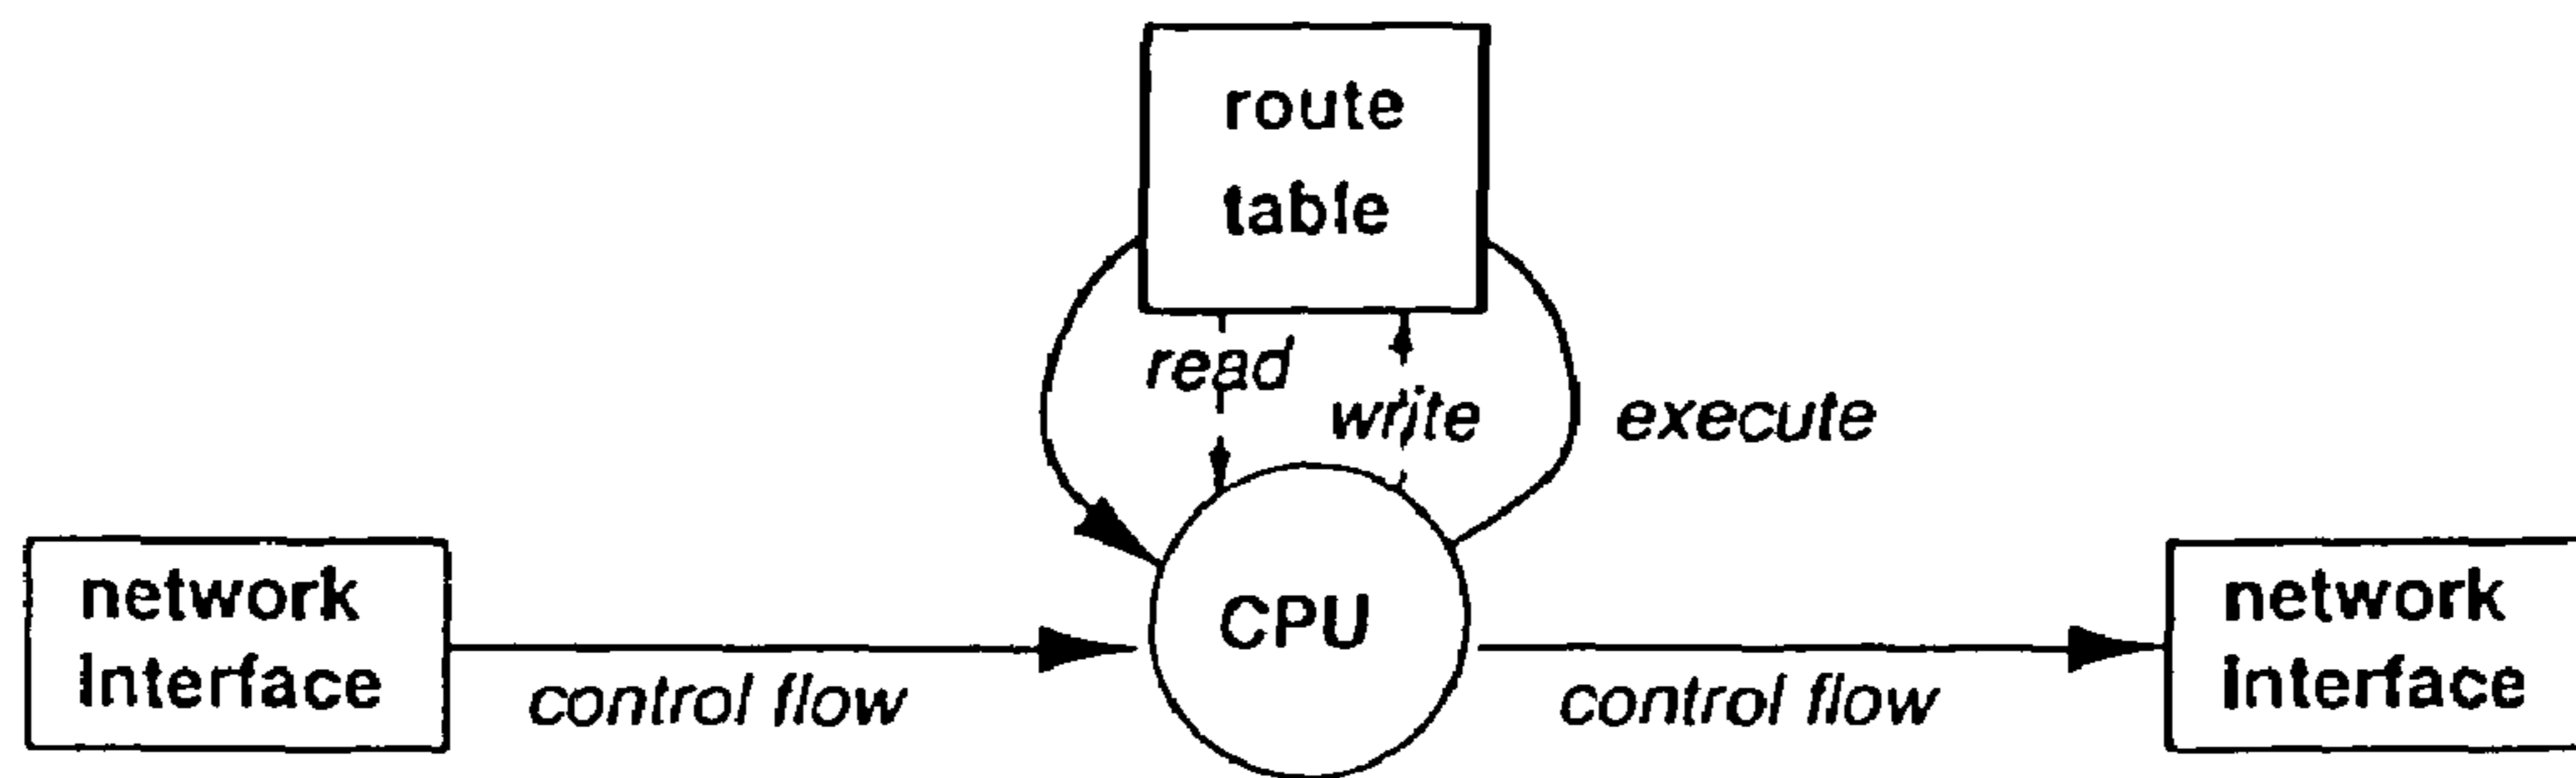 route
table
read
write
execute
network
interface
control flow
CPU
control flow
network
interface